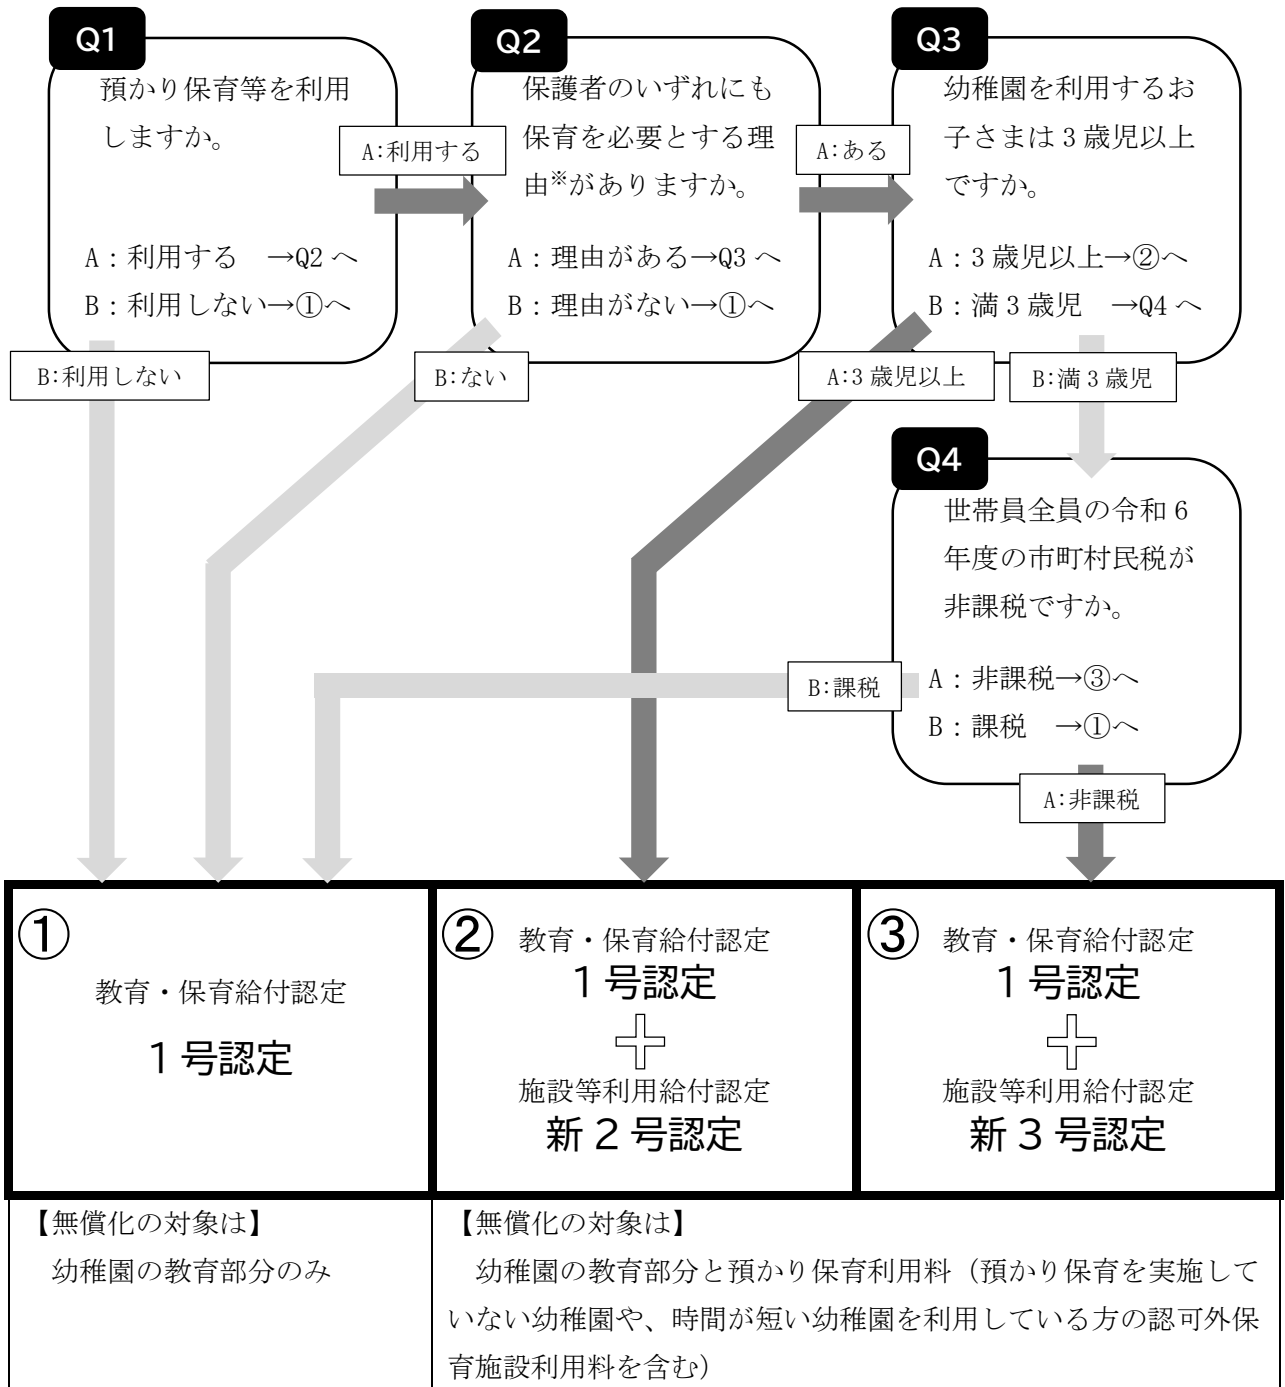 Q1
預かり保育等を利用
しますか。
A：利用する　→Q2 へ
B：利用しない→①へ
A:利用する
B:利用しない
Q2
保護者のいずれにも
保育を必要とする理
由※がありますか。
A：理由がある→Q3 へ
B：理由がない→①へ
A:ある
B:ない
Q3
幼稚園を利用するお
子さまは 3 歳児以上
ですか。
A：3 歳児以上→②へ
B：満 3 歳児　→Q4 へ
A:3 歳児以上
B:満 3 歳児
Q4
世帯員全員の令和 6
年度の市町村民税が
非課税ですか。
A：非課税→③へ
B：課税　→①へ
B:課税
A:非課税
①
教育・保育給付認定
1 号認定
②
教育・保育給付認定
1 号認定
施設等利用給付認定
新 2 号認定
③
教育・保育給付認定
1 号認定
施設等利用給付認定
新 3 号認定
【無償化の対象は】
幼稚園の教育部分のみ
【無償化の対象は】
幼稚園の教育部分と預かり保育利用料（預かり保育を実施して
いない幼稚園や、時間が短い幼稚園を利用している方の認可外保
育施設利用料を含む）